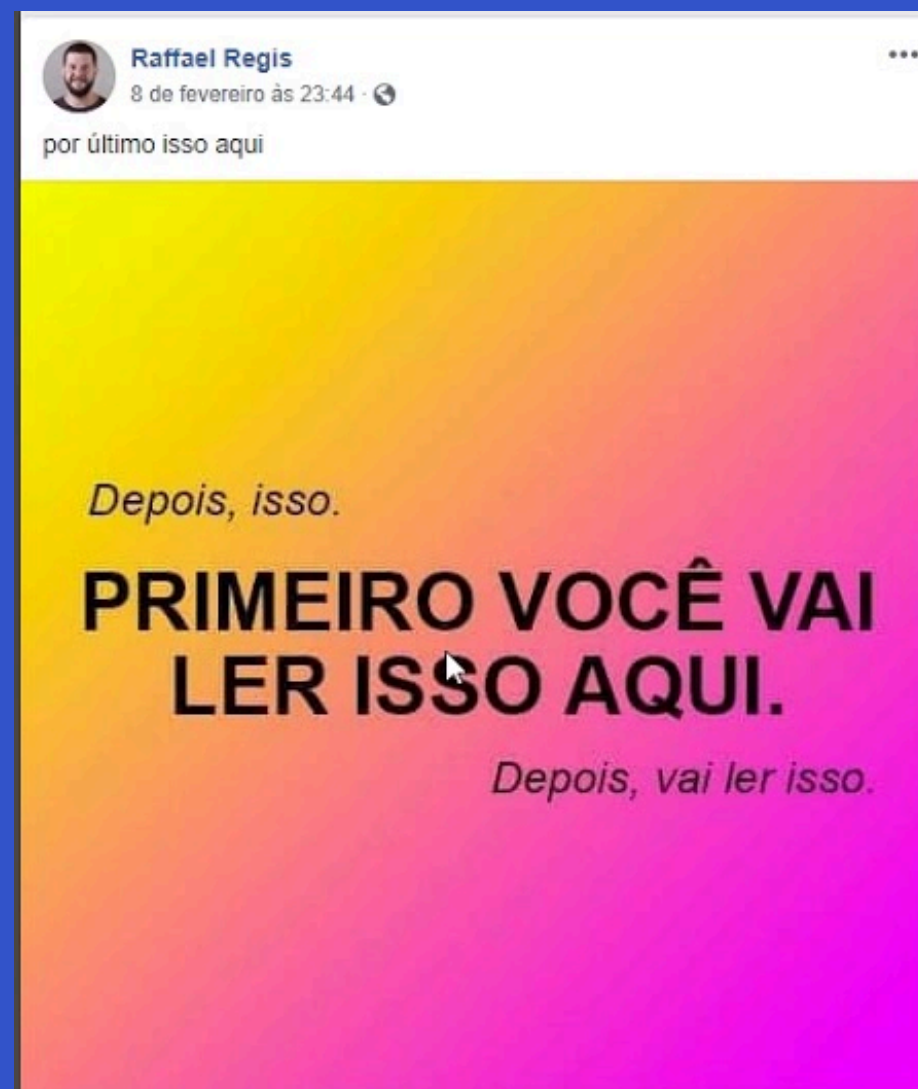 Raffael Regis
8 de fevereiro às 23:44 ·
por último isso aqui
Depois, isso.
PRIMEIRO VOCÊ VAI
LER ISSO AQUI.
Depois, vai ler isso.